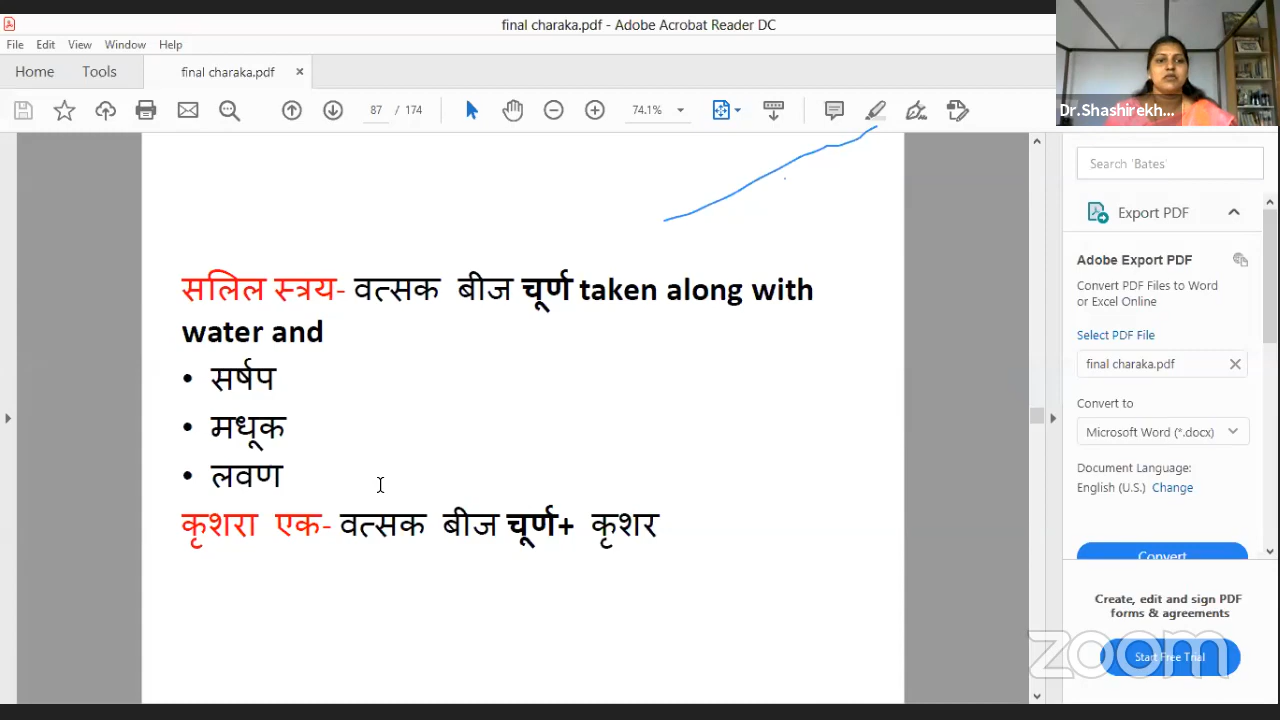 final charaka.pdf - Adobe Acrobat Reader DC
File Edit View Window Help
Home Tools final charaka.pdf ×
87 / 174 74.1%
Dr.Shashirekh...
सलिल स्त्रय- वत्सक बीज चूर्ण taken along with
water and
• सर्षप
• मधूक
• लवण
कृशरा एक- वत्सक बीज चूर्ण+ कृशर
Search 'Bates'
Export PDF
Adobe Export PDF
Convert PDF Files to Word
or Excel Online
Select PDF File
final charaka.pdf
Convert to
Microsoft Word (*.docx)
Document Language:
English (U.S.) Change
Convert
Create, edit and sign PDF
forms & agreements
Start Free Trial
zoom